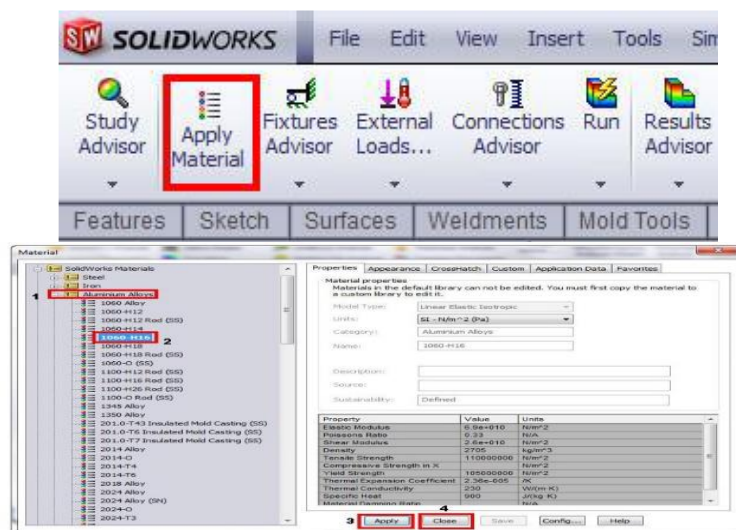 SW SOLIDWORKS File Edit View Insert Tools Sim
Study Advisor
Apply Material
Fixtures Advisor
External Loads...
Connections Advisor
Run
Results Advisor
Features Sketch Surfaces Weldments Mold Tools
Material
SolidWorks Materials
Steel
Iron
1 Aluminium Alloys
1060 Alloy
1060-H12
1060-H12 Rod (SS)
1060-H14
1060-H16 2
1060-H18
1060-H18 Rod (SS)
1060-O (SS)
1100-H12 Rod (SS)
1100-H16 Rod (SS)
1100-H26 Rod (SS)
1100-O Rod (SS)
1345 Alloy
1350 Alloy
201.0-T43 Insulated Mold Casting (SS)
201.0-T6 Insulated Mold Casting (SS)
201.0-T7 Insulated Mold Casting (SS)
2014 Alloy
2014-O
2014-T4
2014-T6
2018 Alloy
2024 Alloy
2024 Alloy (SN)
2024-O
2024-T3
Properties Appearance CrossHatch Custom Application Data Favorites
Material properties
Materials in the default library can not be edited. You must first copy the material to
a custom library to edit it.
Model Type: Linear Elastic Isotropic
Units: SI - N/m^2 (Pa)
Category: Aluminium Alloys
Name: 1060-H16
Description:
Source:
Sustainability: Defined
Property Value Units
Elastic Modulus 6.9e+010 N/m^2
Poissons Ratio 0.33 N/A
Shear Modulus 2.6e+010 N/m^2
Density 2705 kg/m^3
Tensile Strength 110000000 N/m^2
Compressive Strength in X N/m^2
Yield Strength 105000000 N/m^2
Thermal Expansion Coefficient 2.36e-005 /K
Thermal Conductivity 230 W/(m·K)
Specific Heat 900 J/(kg·K)
Material Damping Ratio N/A
4
3 Apply Close Save Config... Help